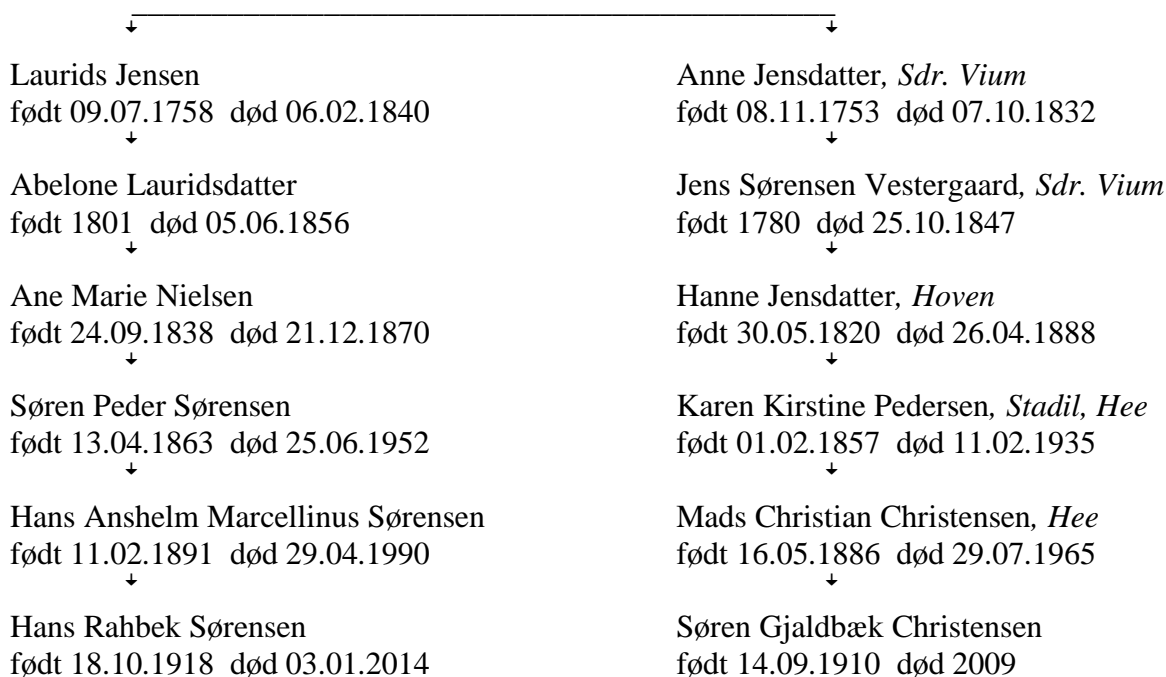 Laurids Jensen
født 09.07.1758  død 06.02.1840
Abelone Lauridsdatter
født 1801  død 05.06.1856
Ane Marie Nielsen
født 24.09.1838  død 21.12.1870
Søren Peder Sørensen
født 13.04.1863  død 25.06.1952
Hans Anshelm Marcellinus Sørensen
født 11.02.1891  død 29.04.1990
Hans Rahbek Sørensen
født 18.10.1918  død 03.01.2014
Anne Jensdatter, Sdr. Vium
født 08.11.1753  død 07.10.1832
Jens Sørensen Vestergaard, Sdr. Vium
født 1780  død 25.10.1847
Hanne Jensdatter, Hoven
født 30.05.1820  død 26.04.1888
Karen Kirstine Pedersen, Stadil, Hee
født 01.02.1857  død 11.02.1935
Mads Christian Christensen, Hee
født 16.05.1886  død 29.07.1965
Søren Gjaldbæk Christensen
født 14.09.1910  død 2009